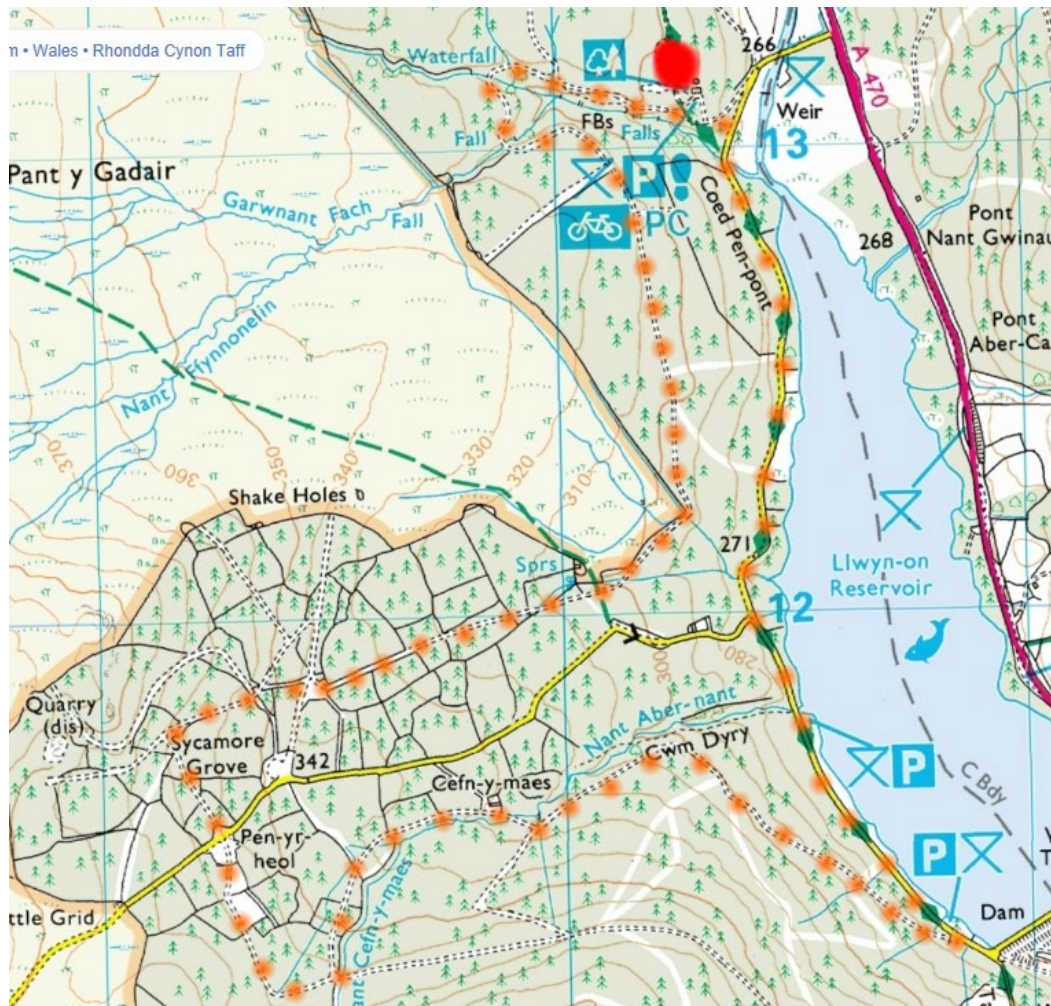 m • Wales • Rhondda Cynon Taff
Waterfall
266
A 470
Weir
FBs
Falls
Fall
13
Pant y Gadair
P!
PC
Coed Pen-pont
Garwnant Fach
Fall
268
Pont
Nant Gwinau
Pont
Aber-Ca
Nant Ffynnonelin
370
360
350
340
330
320
310
Shake Holes
271
Sprs
Llwyn-on
Reservoir
12
300
280
Quarry
(dis)
Sycamore
Grove
342
Nant Aber-nant
Cwm Dyry
Cefn-y-maes
P
C Bdy
Pen-yr-
heol
ant Cefn-y-maes
P
ttle Grid
Dam